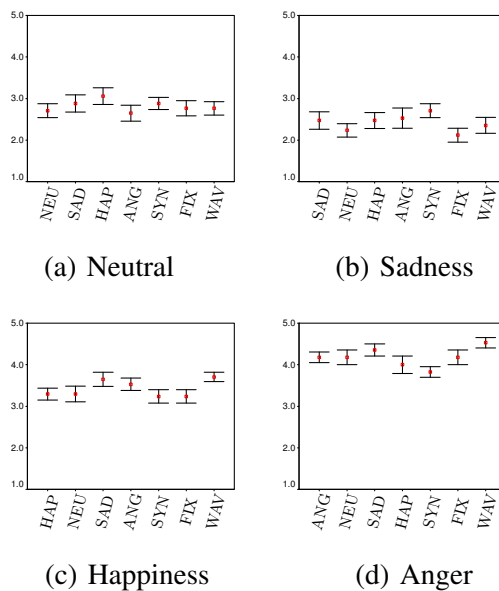 5.0
4.0
3.0
2.0
1.0
NEU SAD HAP ANG SYN FIX WAV
(a) Neutral
5.0
4.0
3.0
2.0
1.0
SAD NEU HAP ANG SYN FIX WAV
(b) Sadness
5.0
4.0
3.0
2.0
1.0
HAP NEU SAD ANG SYN FIX WAV
(c) Happiness
5.0
4.0
3.0
2.0
1.0
ANG NEU SAD HAP SYN FIX WAV
(d) Anger